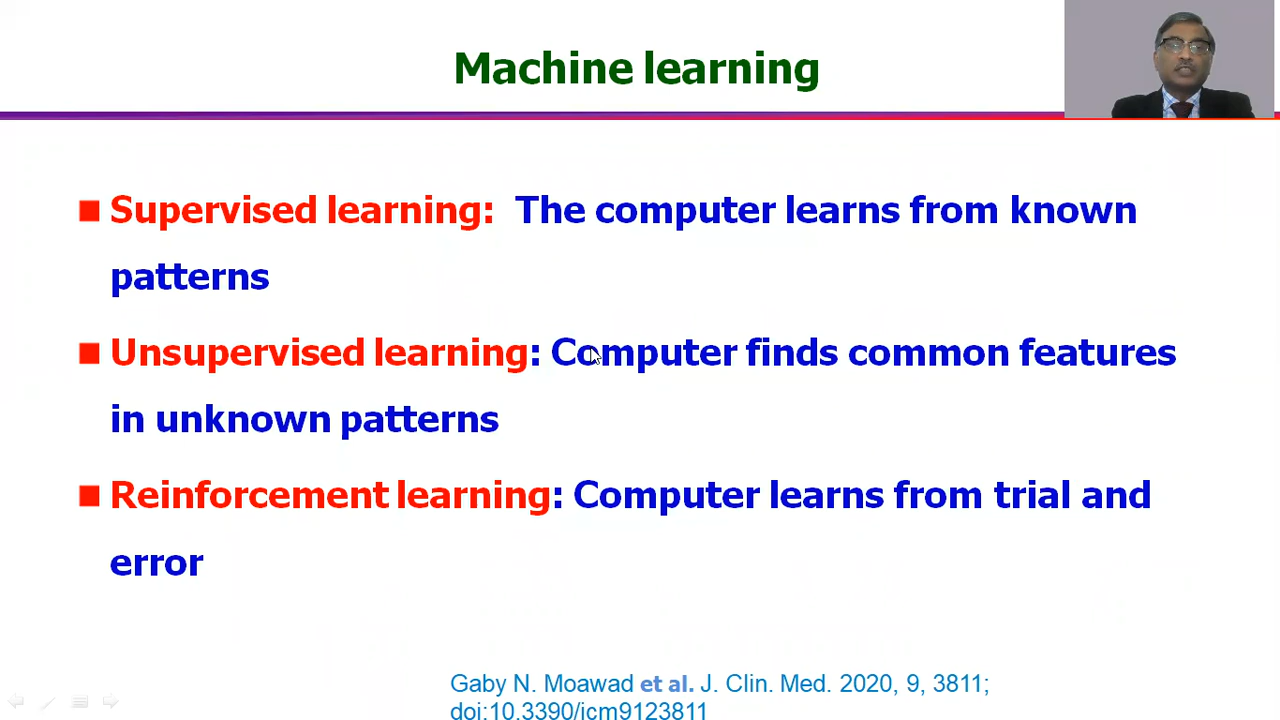 Machine learning
Supervised learning: The computer learns from known
patterns
Unsupervised learning: Computer finds common features
in unknown patterns
Reinforcement learning: Computer learns from trial and
error
Gaby N. Moawad et al. J. Clin. Med. 2020, 9, 3811;
doi:10.3390/jcm9123811